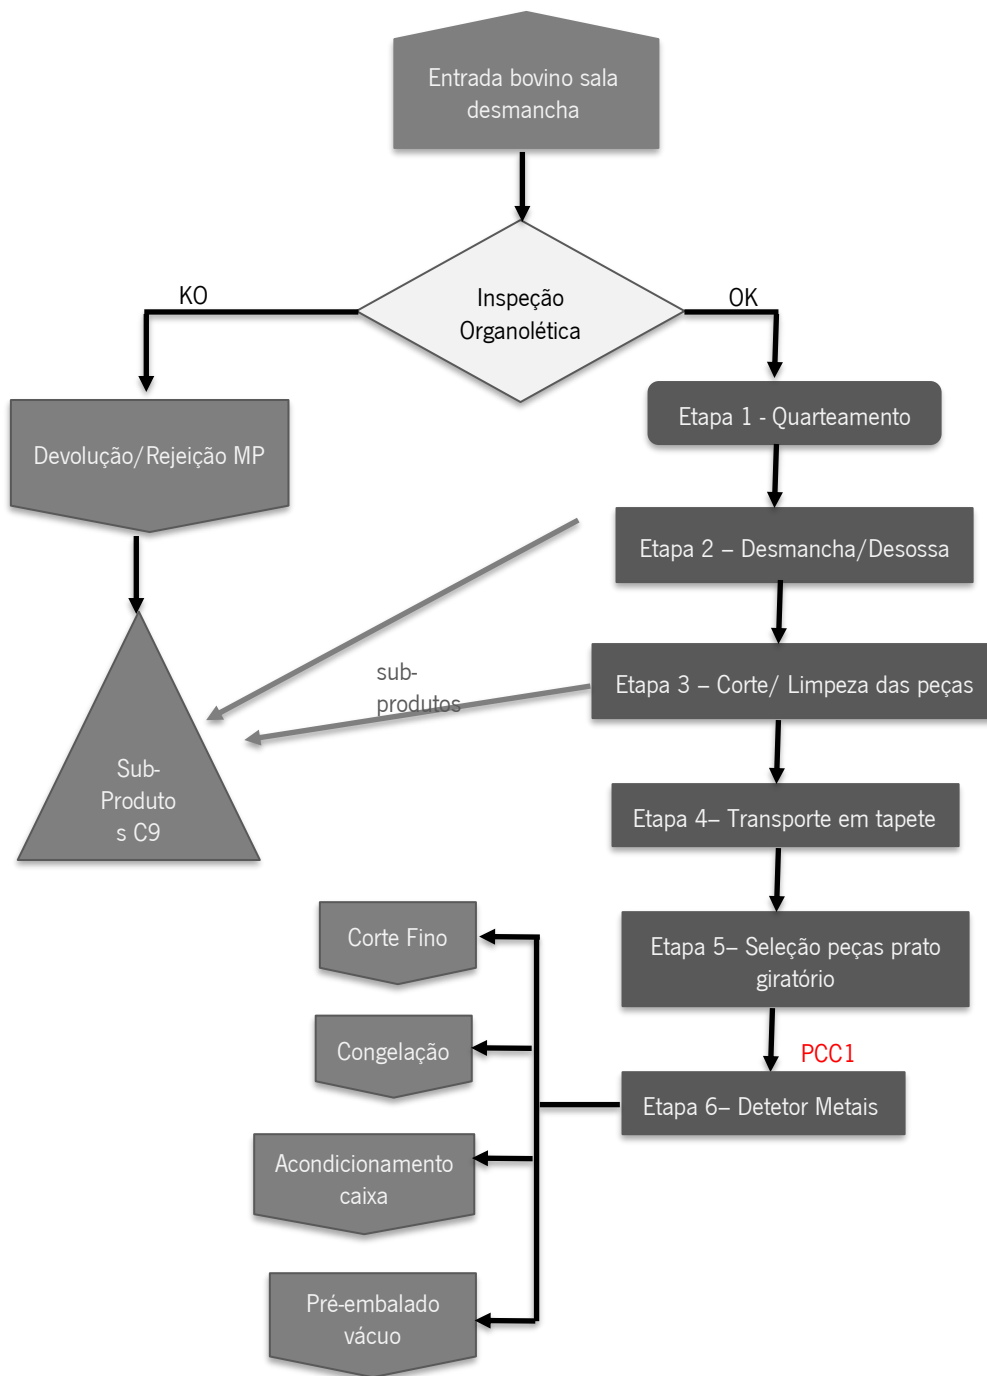 Entrada bovino sala
desmancha
Inspeção
Organolética
KO
OK
Devolução/Rejeição MP
Etapa 1 - Quarteamento
Etapa 2 – Desmancha/Desossa
sub-
produtos
Etapa 3 – Corte/ Limpeza das peças
Sub-
Produto
s C9
Etapa 4– Transporte em tapete
Etapa 5– Seleção peças prato
giratório
PCC1
Etapa 6– Detetor Metais
Corte Fino
Congelação
Acondicionamento
caixa
Pré-embalado
vácuo